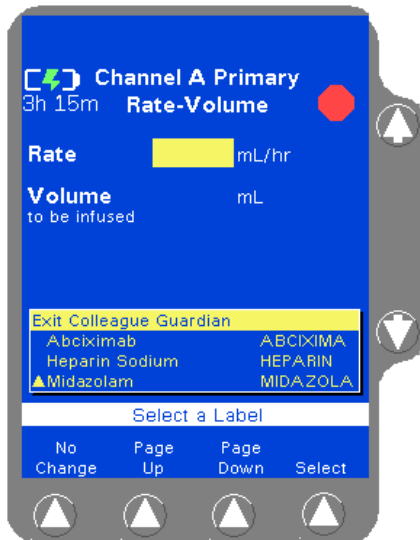 Channel A Primary
3h 15m Rate-Volume
Rate mL/hr
Volume mL
to be infused
Exit Colleague Guardian
Abciximab ABCIXIMA
Heparin Sodium HEPARIN
▲Midazolam MIDAZOLA
Select a Label
No Change Page Up Page Down Select